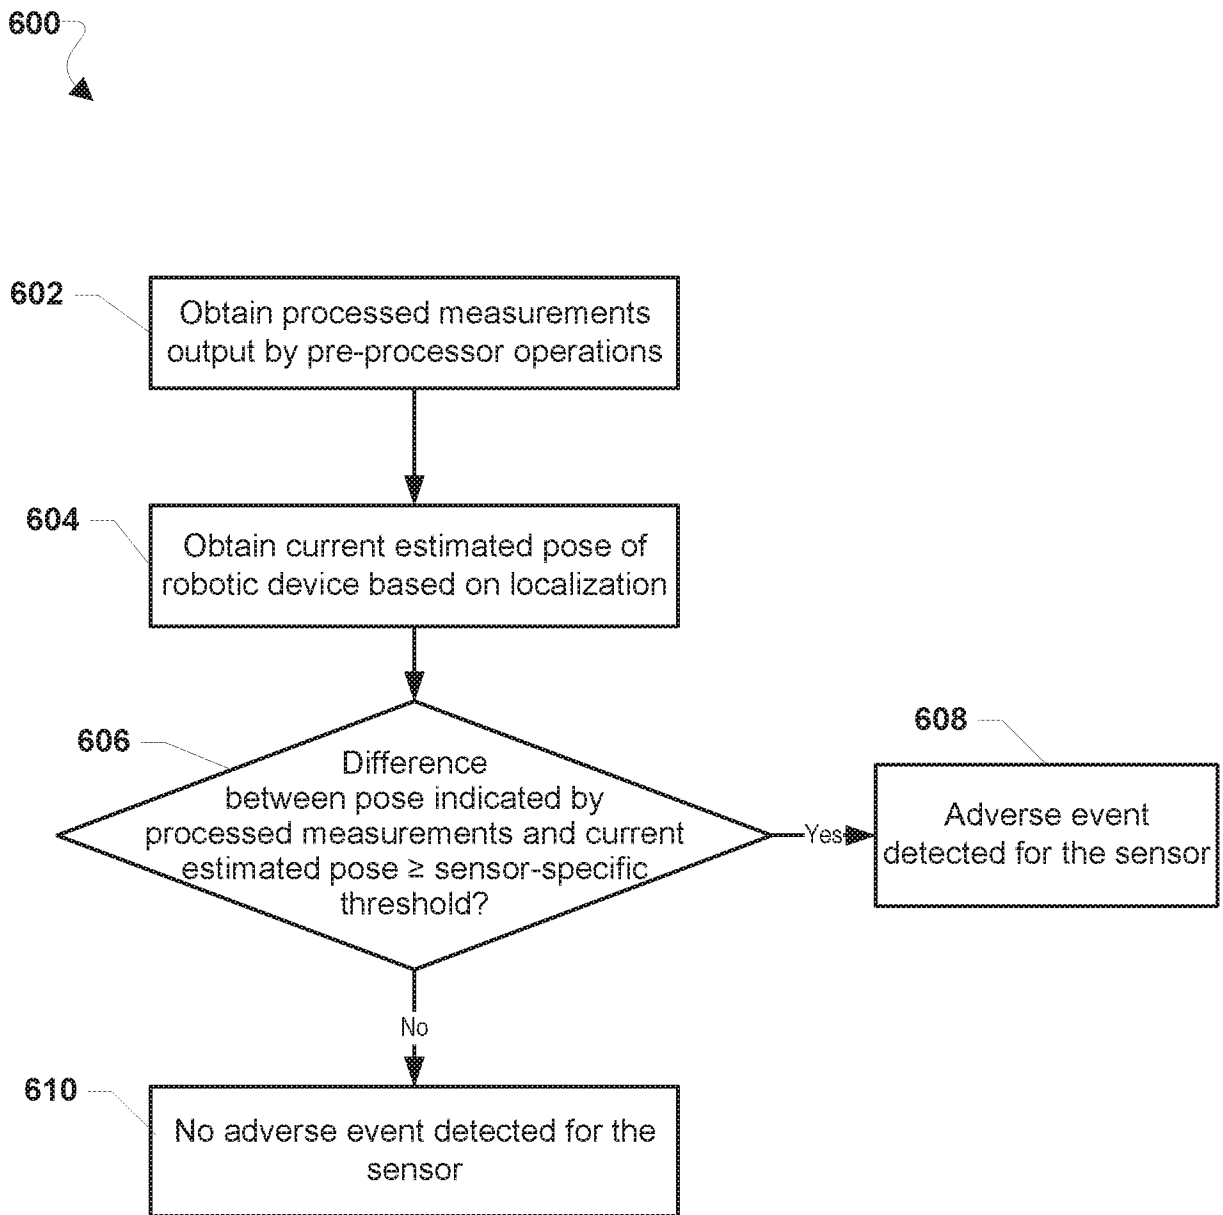 600
602
Obtain processed measurements
output by pre-processor operations
604
Obtain current estimated pose of
robotic device based on localization
606
Difference
between pose indicated by
processed measurements and current
estimated pose ≥ sensor-specific
threshold?
Yes
608
Adverse event
detected for the sensor
No
610
No adverse event detected for the
sensor